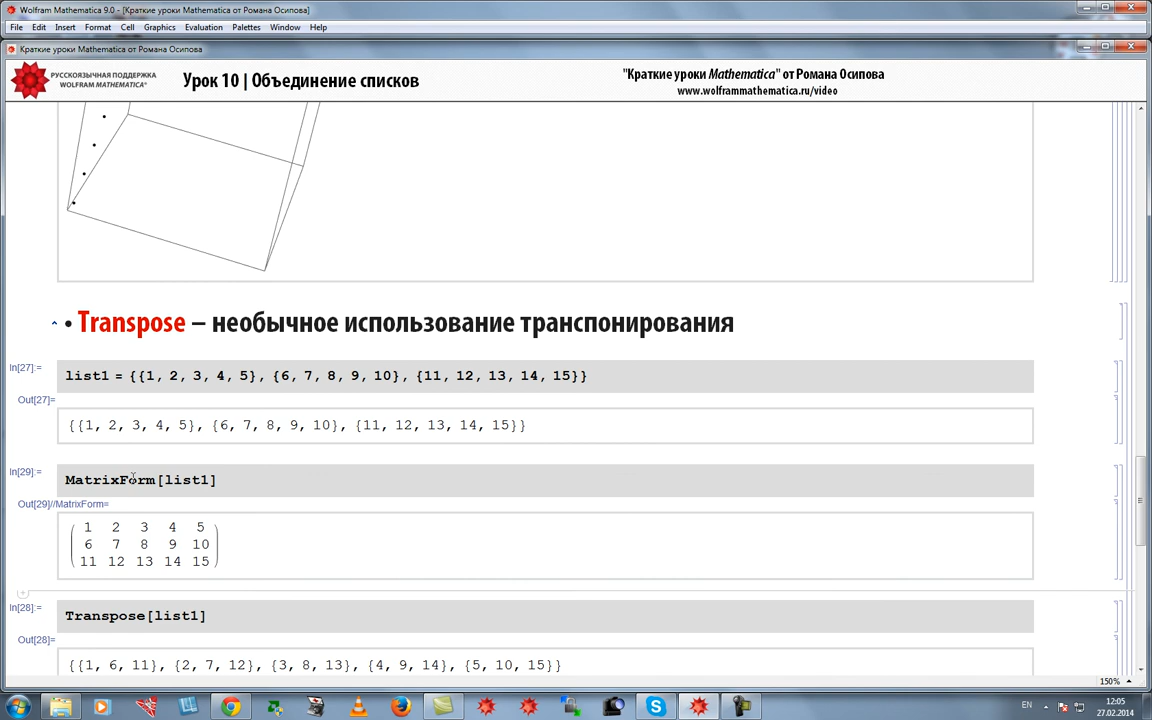 Wolfram Mathematica 9.0 - [Краткие уроки Mathematica от Романа Осипова]
File Edit Insert Format Cell Graphics Evaluation Palettes Window Help
Краткие уроки Mathematica от Романа Осипова
РУССКОЯЗЫЧНАЯ ПОДДЕРЖКА
WOLFRAM MATHEMATICA®
Урок 10 | Объединение списков
"Краткие уроки Mathematica" от Романа Осипова
www.wolframmathematica.ru/video
• Transpose – необычное использование транспонирования
In[27]:=
list1 = {{1, 2, 3, 4, 5}, {6, 7, 8, 9, 10}, {11, 12, 13, 14, 15}}
Out[27]=
{{1, 2, 3, 4, 5}, {6, 7, 8, 9, 10}, {11, 12, 13, 14, 15}}
In[29]:=
MatrixForm[list1]
Out[29]//MatrixForm=
1 2 3 4 5
6 7 8 9 10
11 12 13 14 15
In[28]:=
Transpose[list1]
Out[28]=
{{1, 6, 11}, {2, 7, 12}, {3, 8, 13}, {4, 9, 14}, {5, 10, 15}}
150%
EN
12:05
27.02.2014